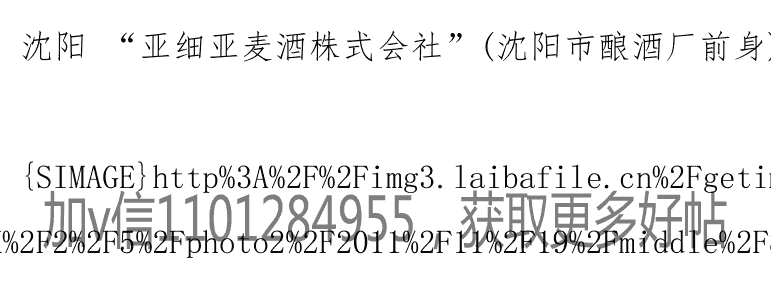 沈阳 “亚细亚麦酒株式会社”(沈阳市酿酒厂前身)
{SIMAGE}http%3A%2F%2Fimg3.laibafile.cn%2Fgetim
加v信1101284955，获取更多好帖
%2F2%2F5%2Fphoto2%2F2011%2F11%2F19%2Fmiddle%2F